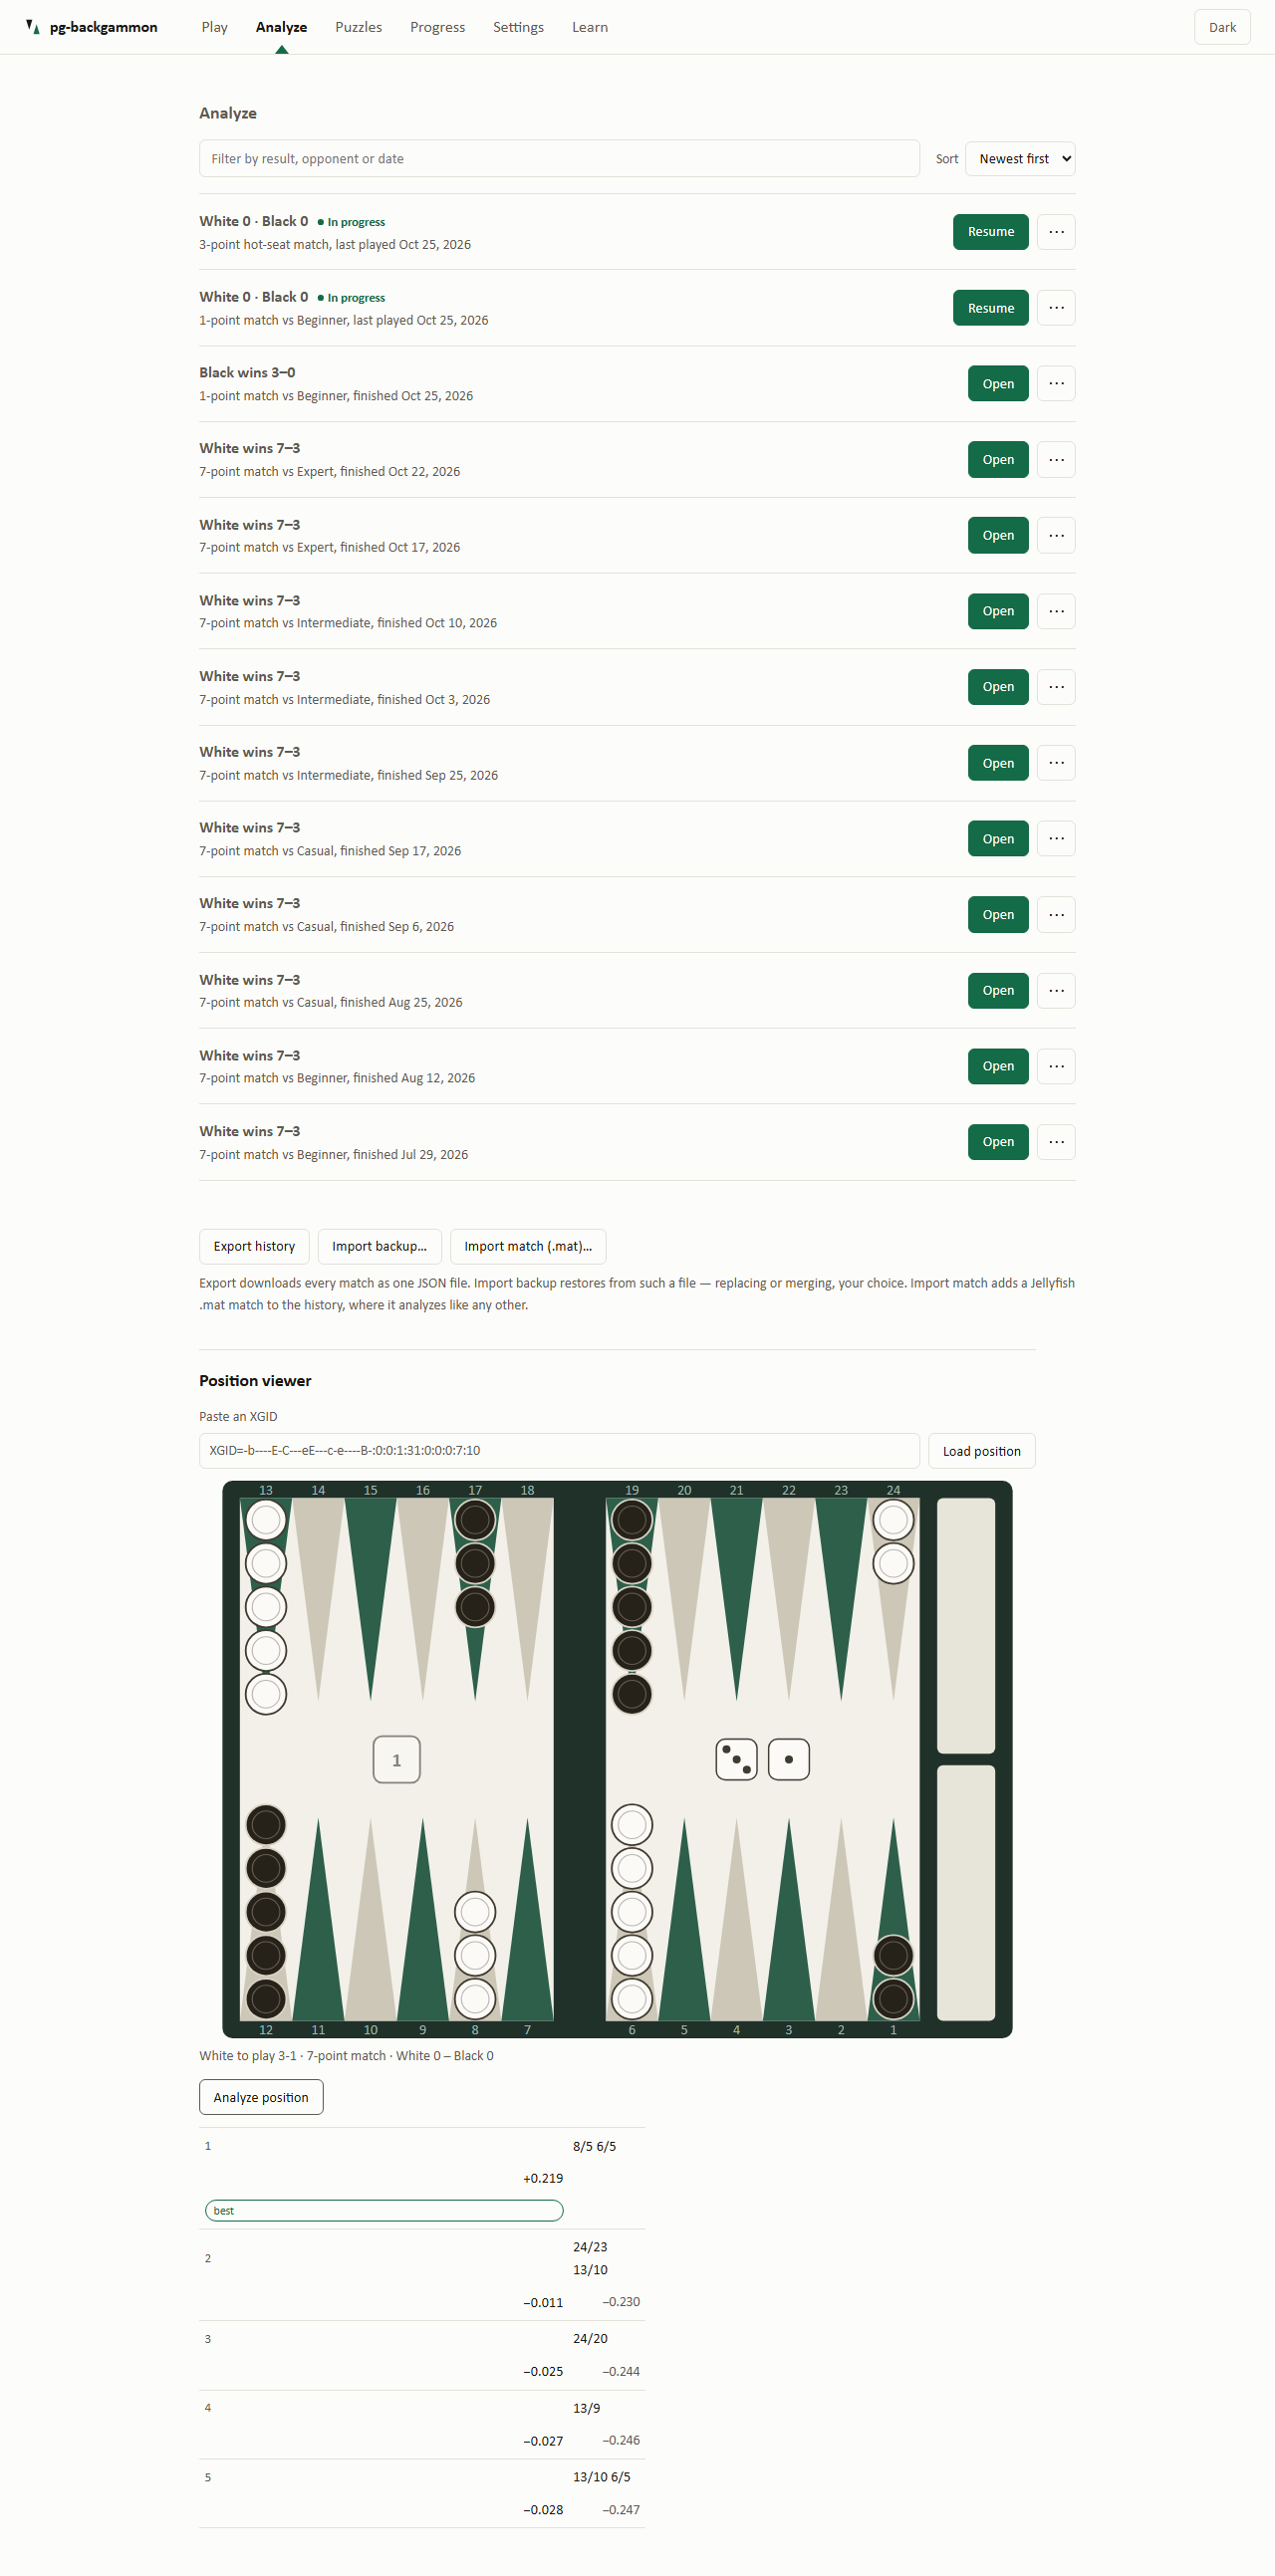 pg-backgammon Play Analyze Puzzles Progress Settings Learn Dark
Analyze
Filter by result, opponent or date Sort Newest first
White 0 · Black 0 ● In progress
3-point hot-seat match, last played Oct 25, 2026
Resume ···
White 0 · Black 0 ● In progress
1-point match vs Beginner, last played Oct 25, 2026
Resume ···
Black wins 3–0
1-point match vs Beginner, finished Oct 25, 2026
Open ···
White wins 7–3
7-point match vs Expert, finished Oct 22, 2026
Open ···
White wins 7–3
7-point match vs Expert, finished Oct 17, 2026
Open ···
White wins 7–3
7-point match vs Intermediate, finished Oct 10, 2026
Open ···
White wins 7–3
7-point match vs Intermediate, finished Oct 3, 2026
Open ···
White wins 7–3
7-point match vs Intermediate, finished Sep 25, 2026
Open ···
White wins 7–3
7-point match vs Casual, finished Sep 17, 2026
Open ···
White wins 7–3
7-point match vs Casual, finished Sep 6, 2026
Open ···
White wins 7–3
7-point match vs Casual, finished Aug 25, 2026
Open ···
White wins 7–3
7-point match vs Beginner, finished Aug 12, 2026
Open ···
White wins 7–3
7-point match vs Beginner, finished Jul 29, 2026
Open ···
Export history Import backup... Import match (.mat)...
Export downloads every match as one JSON file. Import backup restores from such a file — replacing or merging, your choice. Import match adds a Jellyfish
.mat match to the history, where it analyzes like any other.
Position viewer
Paste an XGID
XGID=-b----E-C---eE---c-e----B-:0:0:1:31:0:0:0:7:10 Load position
13 14 15 16 17 18 19 20 21 22 23 24
1
12 11 10 9 8 7 6 5 4 3 2 1
White to play 3-1 · 7-point match · White 0 – Black 0
Analyze position
1 8/5 6/5
+0.219
best
2 24/23
13/10
−0.011 −0.230
3 24/20
−0.025 −0.244
4 13/9
−0.027 −0.246
5 13/10 6/5
−0.028 −0.247